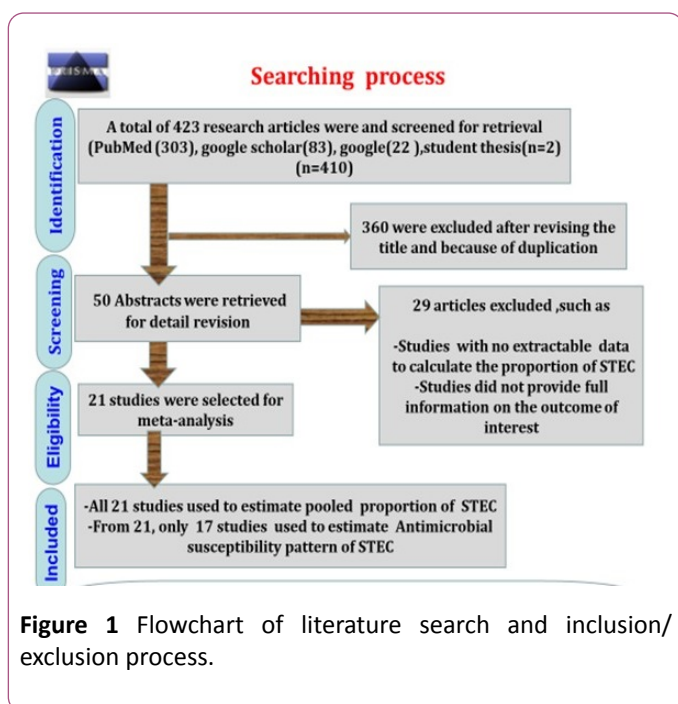 PRISMA
Searching process
Identification
A total of 423 research articles were and screened for retrieval
(PubMed (303), google scholar(83), google(22 ),student thesis(n=2)
(n=410)
360 were excluded after revising the
title and because of duplication
Screening
50 Abstracts were retrieved
for detail revision
29 articles excluded ,such as
-Studies with no extractable data
to calculate the proportion of STEC
-Studies did not provide full
information on the outcome of
interest
Eligibility
21 studies were selected for
meta-analysis
Included
-All 21 studies used to estimate pooled proportion of STEC
-From 21, only 17 studies used to estimate Antimicrobial
susceptibility pattern of STEC
Figure 1 Flowchart of literature search and inclusion/
exclusion process.